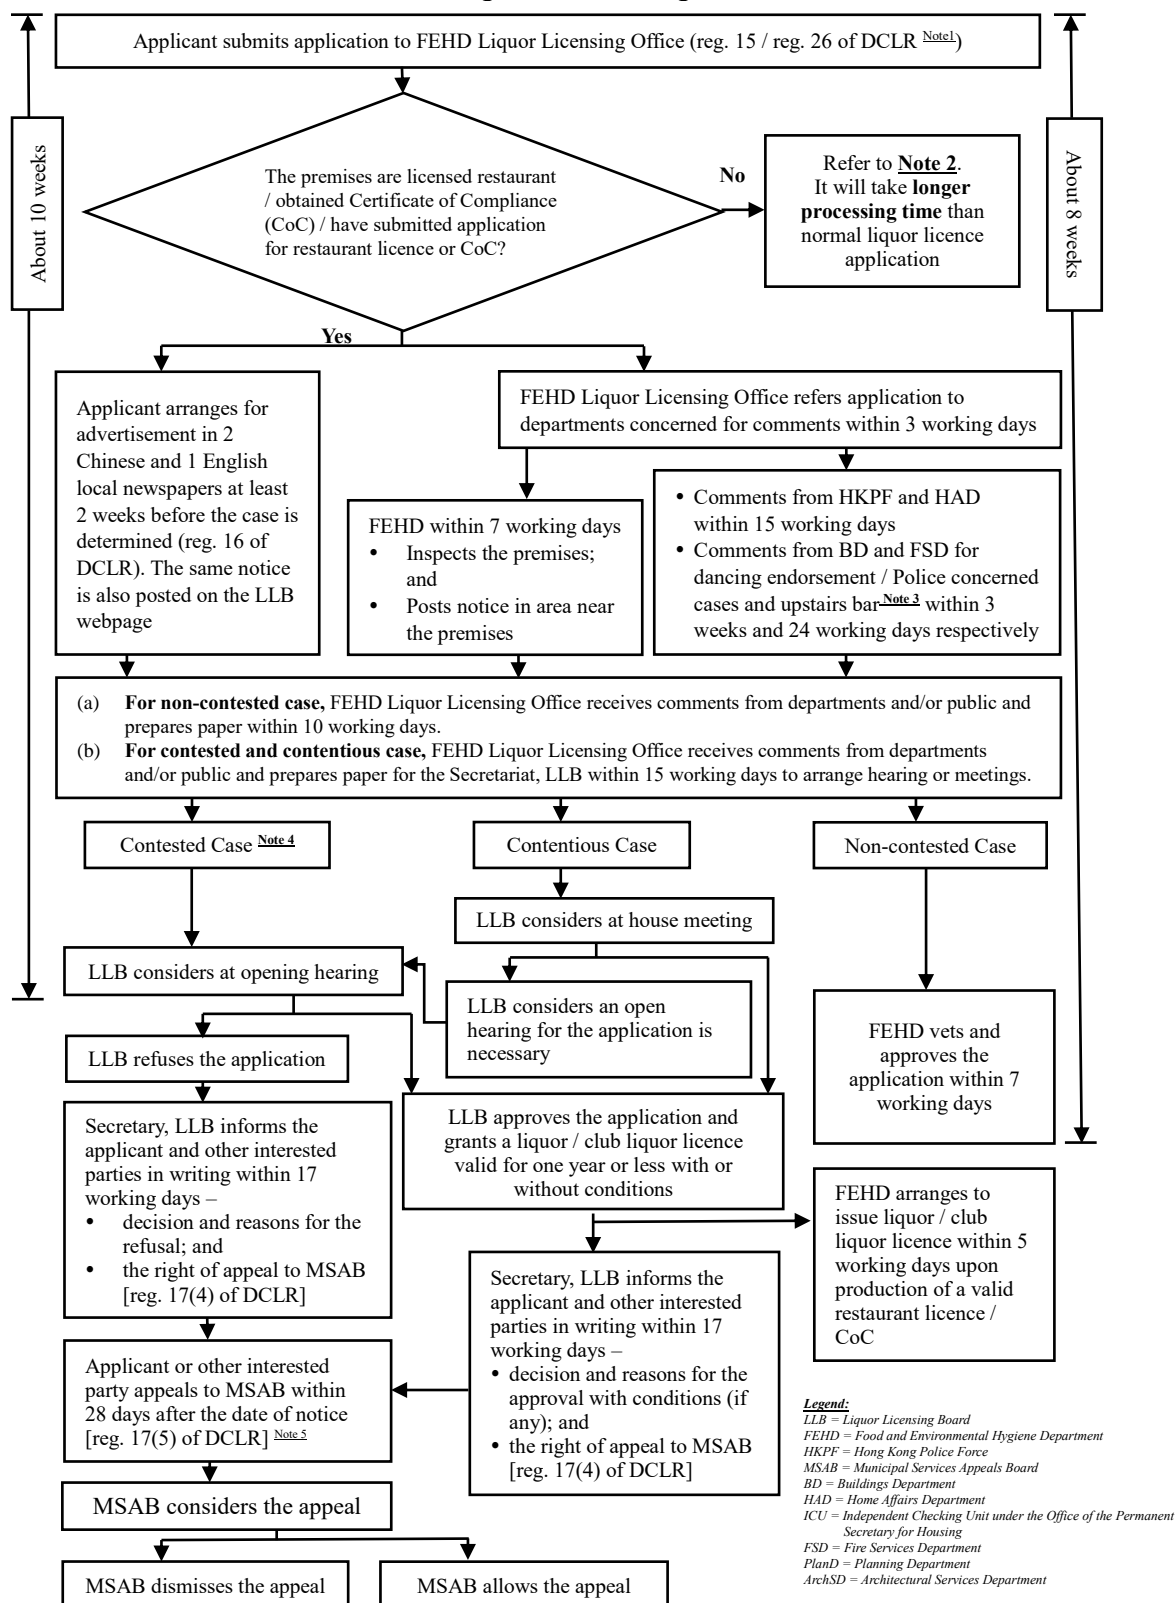 Applicant submits application to FEHD Liquor Licensing Office (reg. 15 / reg. 26 of DCLR Note1)
About 10 weeks
About 8 weeks
The premises are licensed restaurant
/ obtained Certificate of Compliance
(CoC) / have submitted application
for restaurant licence or CoC?
No
Refer to Note 2.
It will take longer
processing time than
normal liquor licence
application
Yes
Applicant arranges for
advertisement in 2
Chinese and 1 English
local newspapers at least
2 weeks before the case is
determined (reg. 16 of
DCLR). The same notice
is also posted on the LLB
webpage
FEHD Liquor Licensing Office refers application to
departments concerned for comments within 3 working days
FEHD within 7 working days
• Inspects the premises;
and
• Posts notice in area near
the premises
• Comments from HKPF and HAD
within 15 working days
• Comments from BD and FSD for
dancing endorsement / Police concerned
cases and upstairs bar Note 3 within 3
weeks and 24 working days respectively
(a) For non-contested case, FEHD Liquor Licensing Office receives comments from departments and/or public and
prepares paper within 10 working days.
(b) For contested and contentious case, FEHD Liquor Licensing Office receives comments from departments
and/or public and prepares paper for the Secretariat, LLB within 15 working days to arrange hearing or meetings.
Contested Case Note 4
Contentious Case
Non-contested Case
LLB considers at house meeting
LLB considers at opening hearing
LLB considers an open
hearing for the application is
necessary
FEHD vets and
approves the
application within 7
working days
LLB refuses the application
LLB approves the application and
grants a liquor / club liquor licence
valid for one year or less with or
without conditions
Secretary, LLB informs the
applicant and other interested
parties in writing within 17
working days –
• decision and reasons for the
refusal; and
• the right of appeal to MSAB
[reg. 17(4) of DCLR]
FEHD arranges to
issue liquor / club
liquor licence within 5
working days upon
production of a valid
restaurant licence /
CoC
Secretary, LLB informs the
applicant and other interested
parties in writing within 17
working days –
• decision and reasons for the
approval with conditions (if
any); and
• the right of appeal to MSAB
[reg. 17(4) of DCLR]
Applicant or other interested
party appeals to MSAB within
28 days after the date of notice
[reg. 17(5) of DCLR] Note 5
MSAB considers the appeal
MSAB dismisses the appeal
MSAB allows the appeal
Legend:
LLB = Liquor Licensing Board
FEHD = Food and Environmental Hygiene Department
HKPF = Hong Kong Police Force
MSAB = Municipal Services Appeals Board
BD = Buildings Department
HAD = Home Affairs Department
ICU = Independent Checking Unit under the Office of the Permanent
Secretary for Housing
FSD = Fire Services Department
PlanD = Planning Department
ArchSD = Architectural Services Department